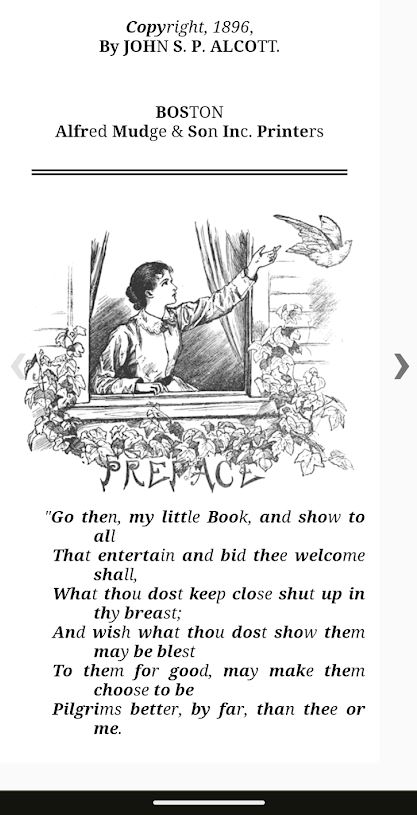 Copyright, 1896,
By JOHN S. P. ALCOTT.
BOSTON
Alfred Mudge & Son Inc. Printers
PREFACE
"Go then, my little Book, and show to
all
That entertain and bid thee welcome
shall,
What thou dost keep close shut up in
thy breast;
And wish what thou dost show them
may be blest
To them for good, may make them
choose to be
Pilgrims better, by far, than thee or
me.